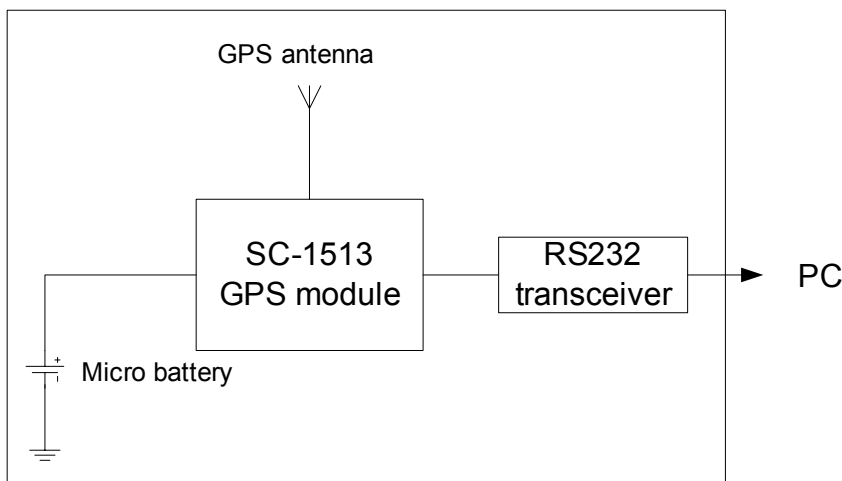 GPS antenna
SC-1513
GPS module
RS232
transceiver
PC
+
-
Micro battery